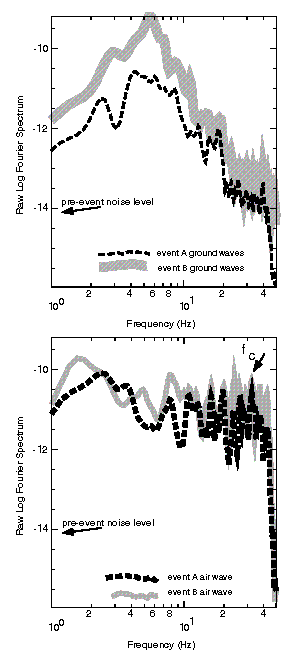 -10
-12
-14
Raw Log Fourier Spectrum
pre-event noise level
event A ground waves
event B ground waves
10^0 2 4 6 8 10^1 2 4
Frequency (Hz)
f c
-10
-11
-14
Raw Log Fourier Spectrum
pre-event noise level
event A air wave
event B air wave
10^0 2 4 6 8 10^1 2 4
Frequency (Hz)